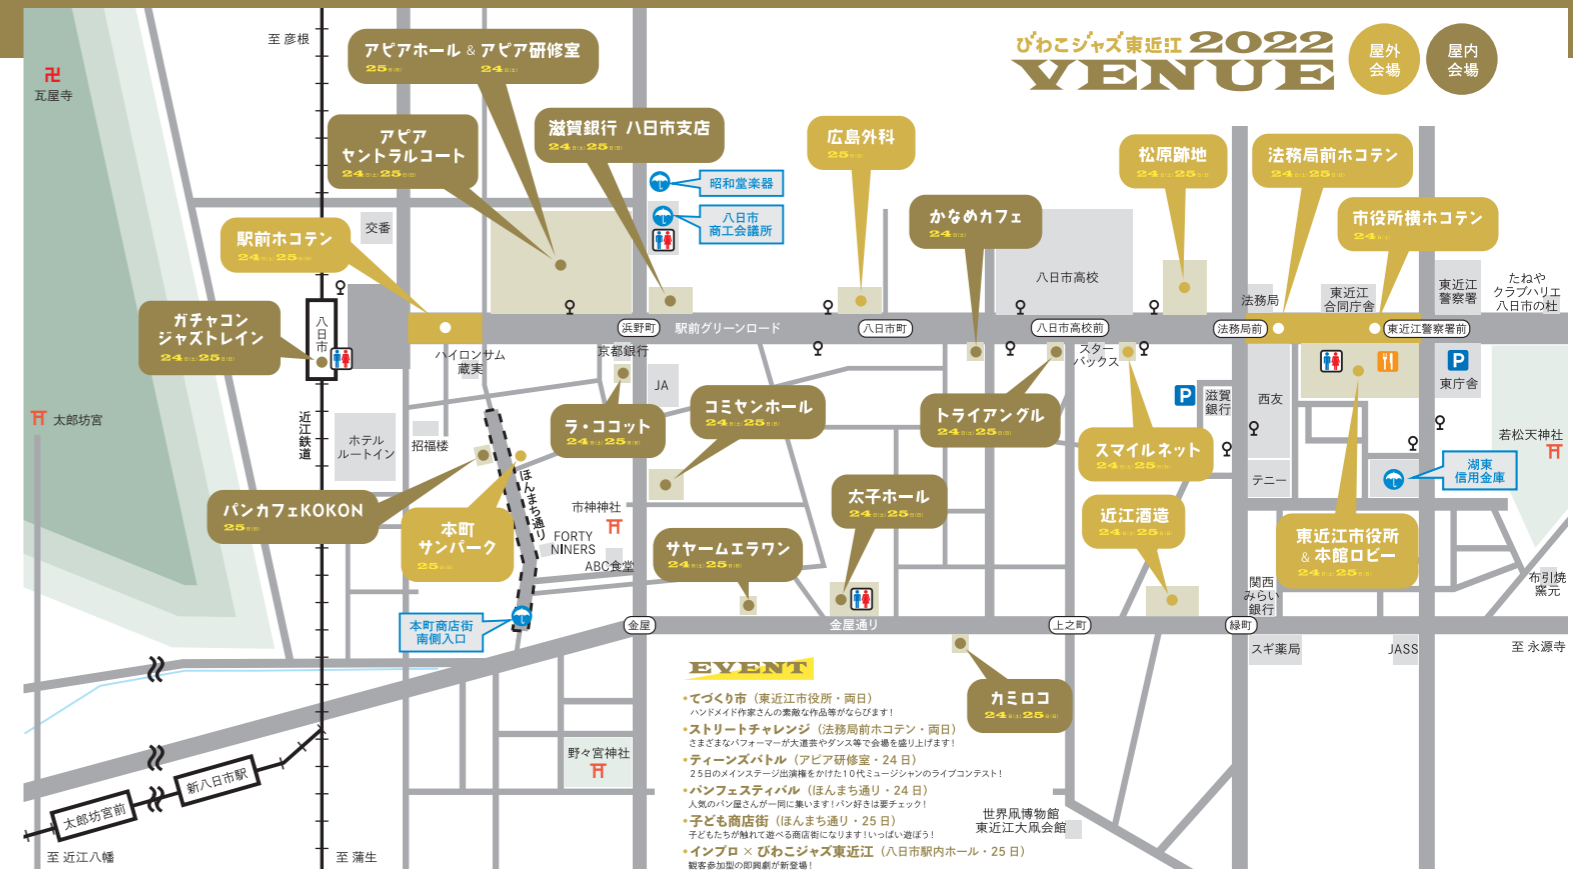 びわこジャズ東近江 2022
VENUE
屋外
会場
屋内
会場
至 彦根
瓦屋寺
アピアホール & アピア研修室
25日(日) 24日(土)
アピア
セントラルコート
24日(土) 25日(日)
滋賀銀行 八日市支店
24日(土) 25日(日)
昭和堂楽器
八日市
商工会議所
広島外科
25日(日)
かなめカフェ
24日(土)
松原跡地
24日(土) 25日(日)
法務局前ホコテン
24日(土) 25日(日)
市役所横ホコテン
24日(土)
駅前ホコテン
24日(土) 25日(日)
交番
八日市高校
法務局
東近江
合同庁舎
東近江
警察署
たねや
クラブハリエ
八日市の杜
ガチャコン
ジャズトレイン
24日(土) 25日(日)
八日市
浜野町
駅前グリーンロード
八日市町
八日市高校前
法務局前
東近江警察署前
ハイロンサム
蔵実
京都銀行
JA
スター
バックス
P
滋賀
銀行
西友
P
東庁舎
太郎坊宮
近江鉄道
ホテル
ルートイン
招福楼
ラ・ココット
24日(土) 25日(日)
コミセンホール
24日(土) 25日(日)
トライアングル
24日(土) 25日(日)
スマイルネット
24日(土) 25日(日)
若松天神社
湖東
信用金庫
テニー
パンカフェKOKON
25日(日)
本町
サンパーク
25日(日)
ほんまち通り
市神神社
FORTY
NINERS
ABC食堂
太子ホール
24日(土) 25日(日)
サヤームエラワン
24日(土) 25日(日)
近江酒造
24日(土) 25日(日)
東近江市役所
& 本館ロビー
24日(土) 25日(日)
関西
みらい
銀行
布引焼
窯元
本町商店街
南側入口
金屋
金屋通り
上之町
緑町
スギ薬局
JASS
至 永源寺
カミロコ
24日(土) 25日(日)
野々宮神社
新八日市駅
太郎坊宮前
至 近江八幡
至 蒲生
世界凧博物館
東近江大凧会館
EVENT
・てづくり市（東近江市役所・両日）
ハンドメイド作家さんの素敵な作品等がならびます！
・ストリートチャレンジ（法務局前ホコテン・両日）
さまざまなパフォーマーが大道芸やダンス等で会場を盛り上げます！
・ティーンズバトル（アピア研修室・24日）
25日のメインステージ出演権をかけた10代ミュージシャンのライブコンテスト！
・パンフェスティバル（ほんまち通り・24日）
人気のパン屋さんが一同に集います！パン好きは要チェック！
・子ども商店街（ほんまち通り・25日）
子どもたちが触れて遊べる商店街になります！いっぱい遊ぼう！
・インプロ × びわこジャズ東近江（八日市駅内ホール・25日）
観客参加型の即興劇が新登場！